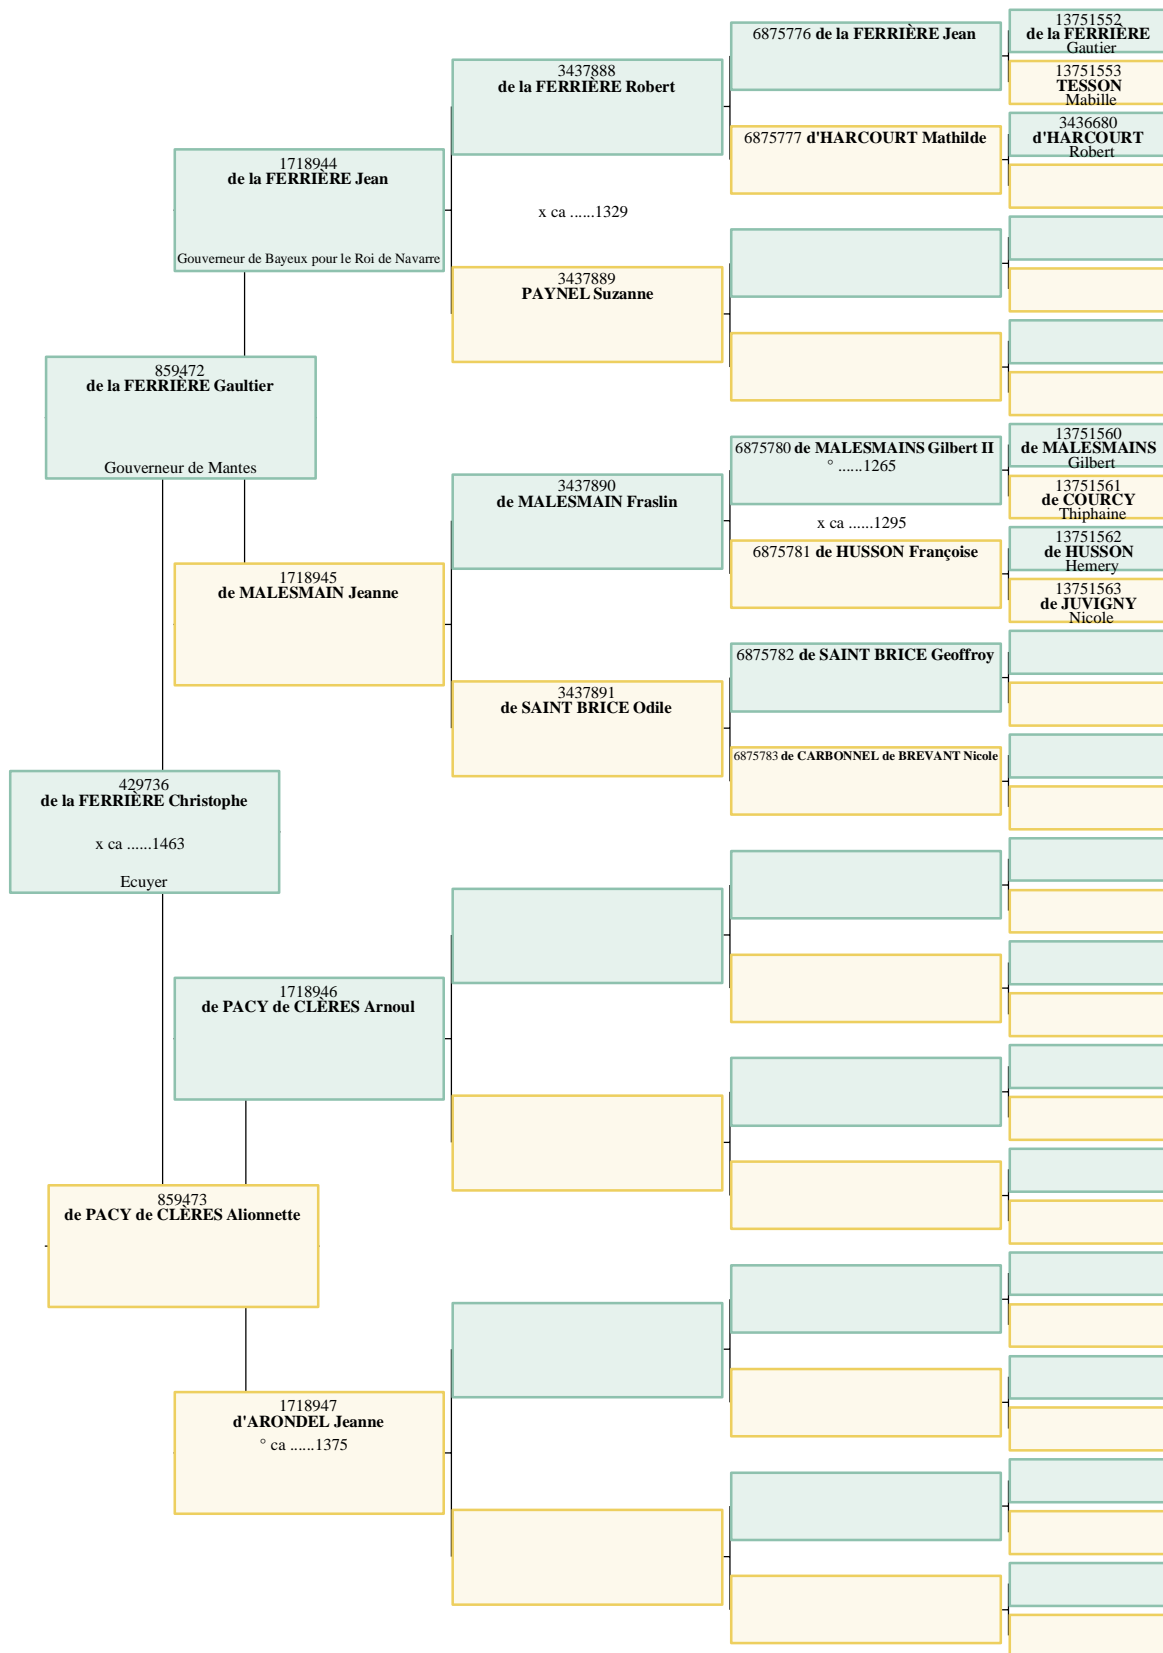 429736
de la FERRIÈRE Christophe
x ca ......1463
Ecuyer
859472
de la FERRIÈRE Gaultier
Gouverneur de Mantes
859473
de PACY de CLÈRES Alionnette
1718944
de la FERRIÈRE Jean
Gouverneur de Bayeux pour le Roi de Navarre
1718945
de MALESMAIN Jeanne
1718946
de PACY de CLÈRES Arnoul
1718947
d'ARONDEL Jeanne
° ca ......1375
3437888
de la FERRIÈRE Robert
x ca ......1329
3437889
PAYNEL Suzanne
3437890
de MALESMAIN Fraslin
3437891
de SAINT BRICE Odile
6875776 de la FERRIÈRE Jean
6875777 d'HARCOURT Mathilde
6875780 de MALESMAINS Gilbert II
° ......1265
x ca ......1295
6875781 de HUSSON Françoise
6875782 de SAINT BRICE Geoffroy
6875783 de CARBONNEL de BREVANT Nicole
13751552
de la FERRIÈRE
Gautier
13751553
TESSON
Mabille
3436680
d'HARCOURT
Robert
13751560
de MALESMAINS
Gilbert
13751561
de COURCY
Thiphaine
13751562
de HUSSON
Hemery
13751563
de JUVIGNY
Nicole